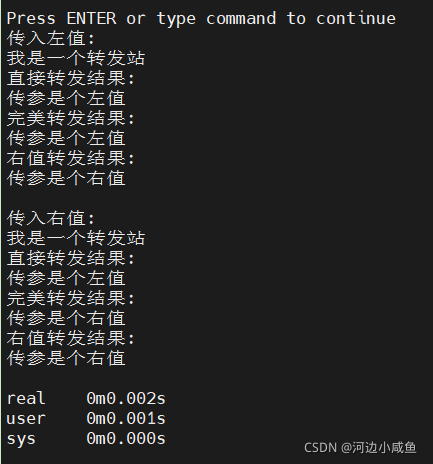 Press ENTER or type command to continue
传入左值:
我是一个转发站
直接转发结果:
传参是个左值
完美转发结果:
传参是个左值
右值转发结果:
传参是个右值
传入右值:
我是一个转发站
直接转发结果:
传参是个左值
完美转发结果:
传参是个右值
右值转发结果:
传参是个右值
real 0m0.002s
user 0m0.001s
sys 0m0.000s
CSDN @河边小咸鱼